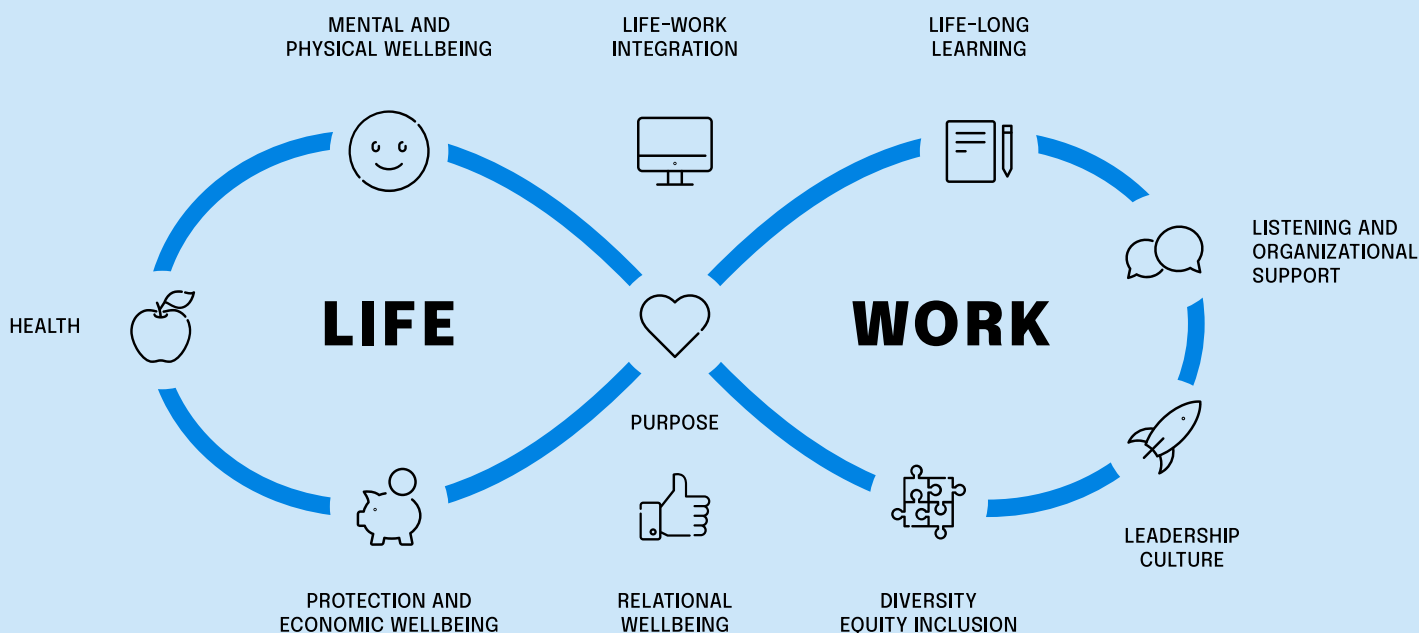 MENTAL AND
PHYSICAL WELLBEING
LIFE-WORK
INTEGRATION
LIFE-LONG
LEARNING
LISTENING AND
ORGANIZATIONAL
SUPPORT
HEALTH
LIFE
WORK
PURPOSE
LEADERSHIP
CULTURE
PROTECTION AND
ECONOMIC WELLBEING
RELATIONAL
WELLBEING
DIVERSITY
EQUITY INCLUSION